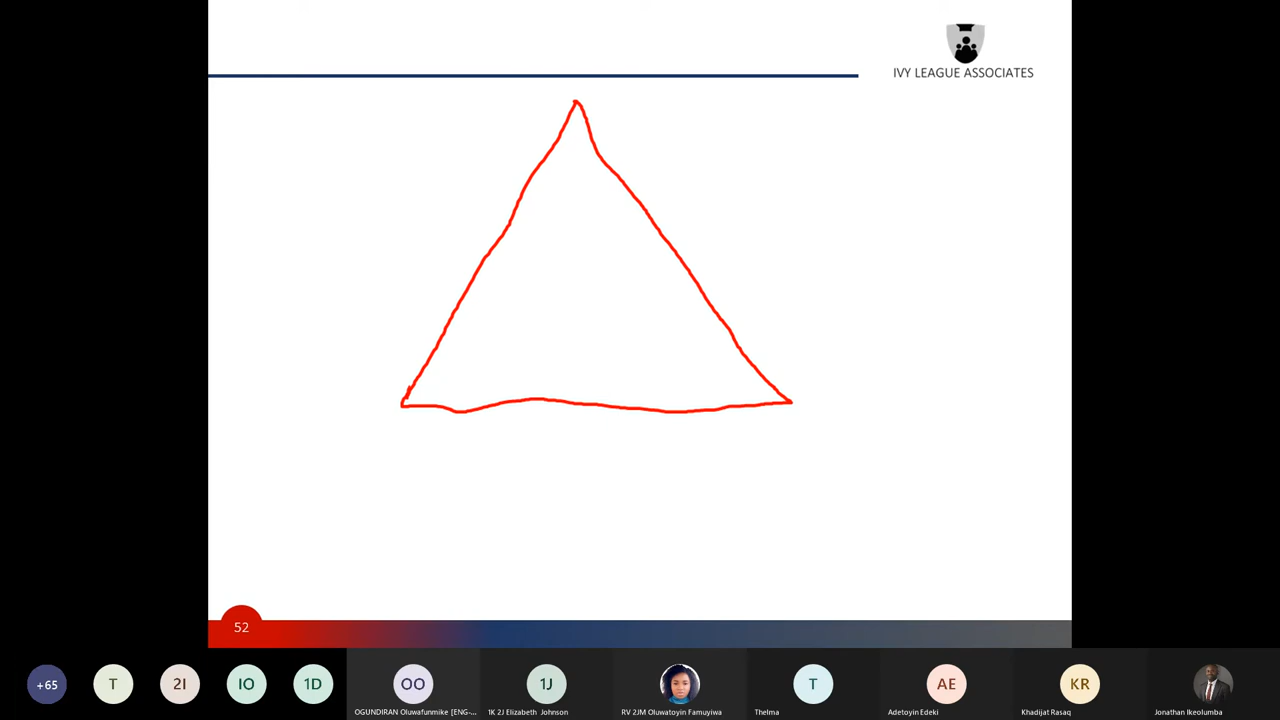 IVY LEAGUE ASSOCIATES
52
+65
T
2I
IO
1D
OO
1J
T
AE
KR
OGUNDIRAN Oluwafunmike [ENG-...
1K 2J Elizabeth Johnson
RV 2JM Oluwatoyin Famuyiwa
Thelma
Adetoyin Edeki
Khadijat Rasaq
Jonathan Ikeolumba